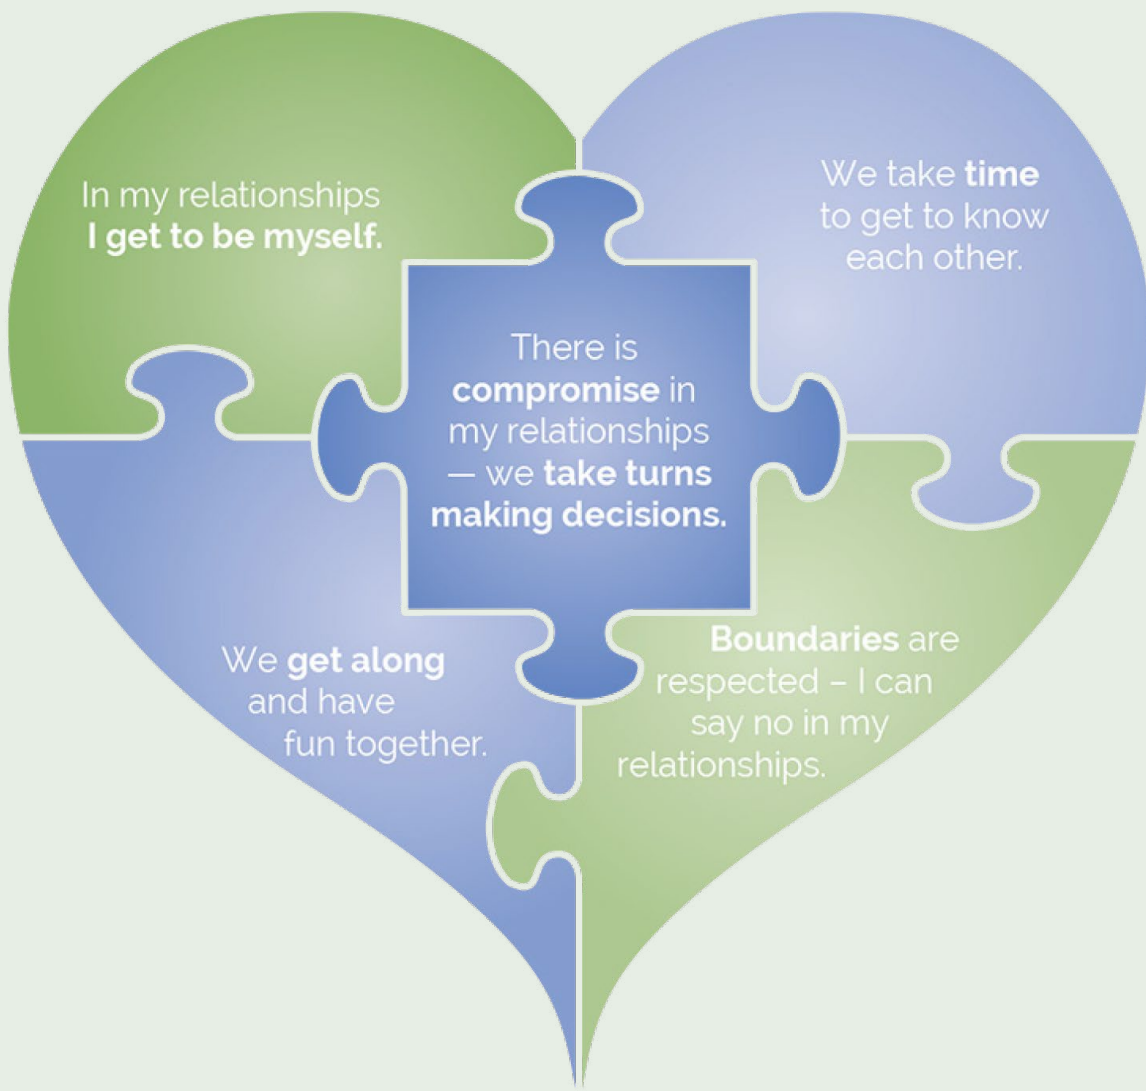 In my relationships
I get to be myself.
We take time
to get to know
each other.
There is
compromise in
my relationships
— we take turns
making decisions.
We get along
and have
fun together.
Boundaries are
respected – I can
say no in my
relationships.